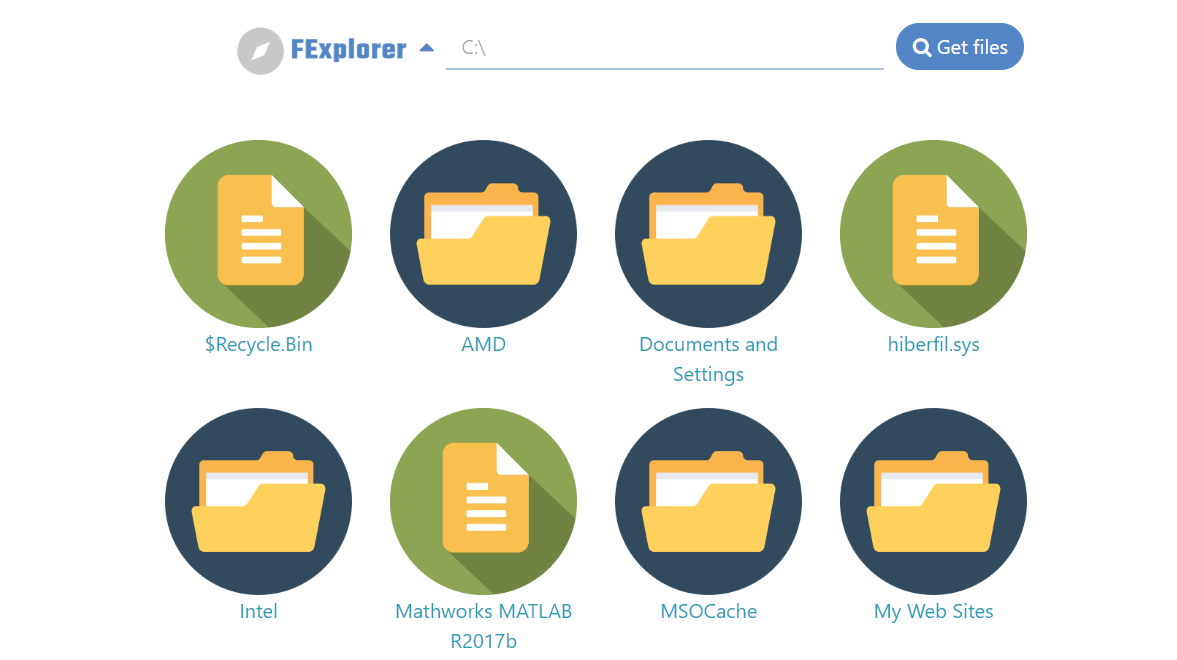 FExplorer
C:\
Get files
$Recycle.Bin
AMD
Documents and
Settings
hiberfil.sys
Intel
Mathworks MATLAB
R2017b
MSOCache
My Web Sites